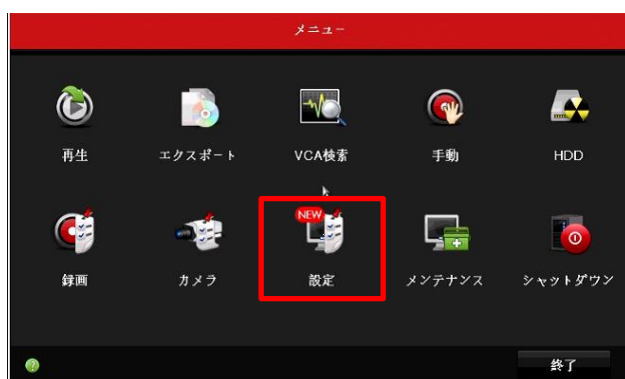 メニュー
再生
エクスポート
VCA検索
手動
HDD
録画
カメラ
NEW
設定
メンテナンス
シャットダウン
?
終了